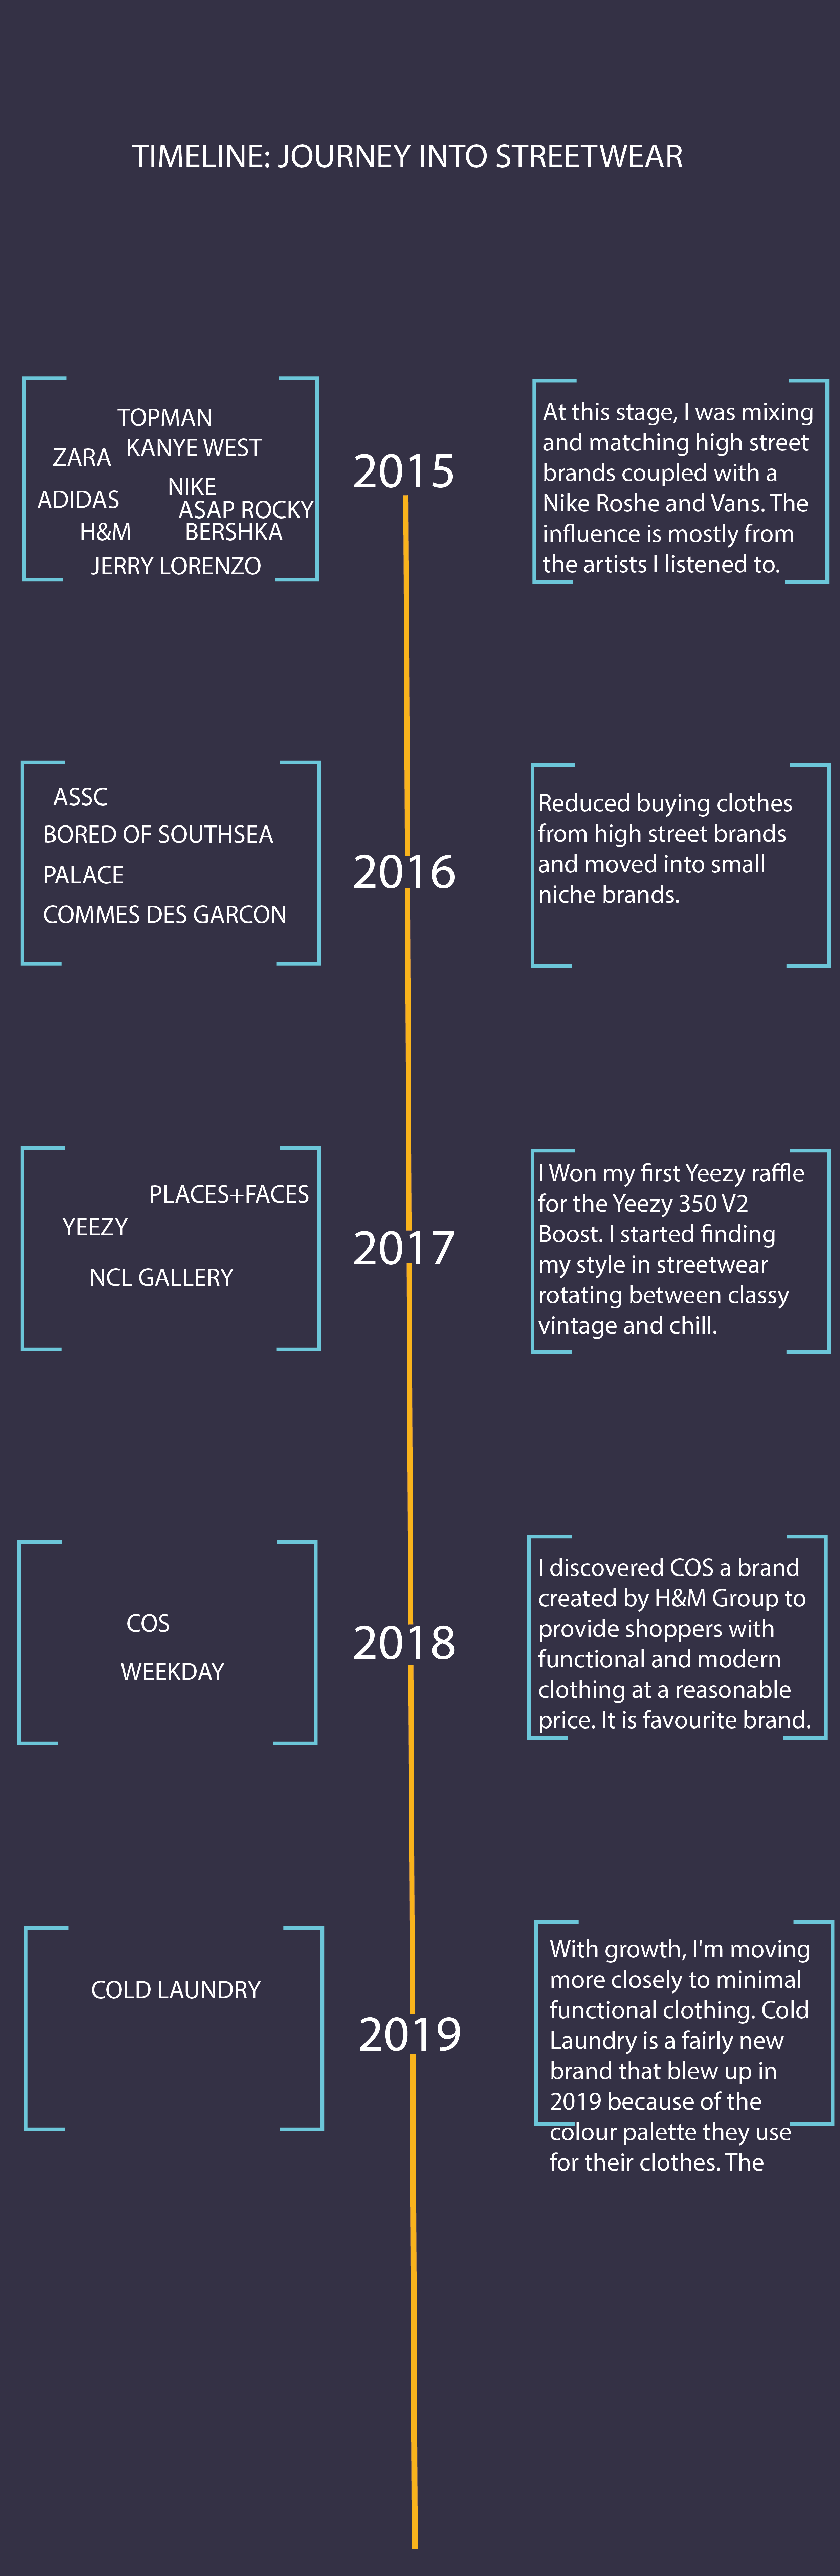 TIMELINE: JOURNEY INTO STREETWEAR
TOPMAN
KANYE WEST
ZARA
NIKE
ADIDAS
ASAP ROCKY
H&M
BERSHKA
JERRY LORENZO
2015
At this stage, I was mixing
and matching high street
brands coupled with a
Nike Roshe and Vans. The
influence is mostly from
the artists I listened to.
ASSC
BORED OF SOUTHSEA
PALACE
COMMES DES GARCON
2016
Reduced buying clothes
from high street brands
and moved into small
niche brands.
PLACES+FACES
YEEZY
NCL GALLERY
2017
I Won my first Yeezy raffle
for the Yeezy 350 V2
Boost. I started finding
my style in streetwear
rotating between classy
vintage and chill.
COS
WEEKDAY
2018
I discovered COS a brand
created by H&M Group to
provide shoppers with
functional and modern
clothing at a reasonable
price. It is favourite brand.
COLD LAUNDRY
2019
With growth, I'm moving
more closely to minimal
functional clothing. Cold
Laundry is a fairly new
brand that blew up in
2019 because of the
colour palette they use
for their clothes. The